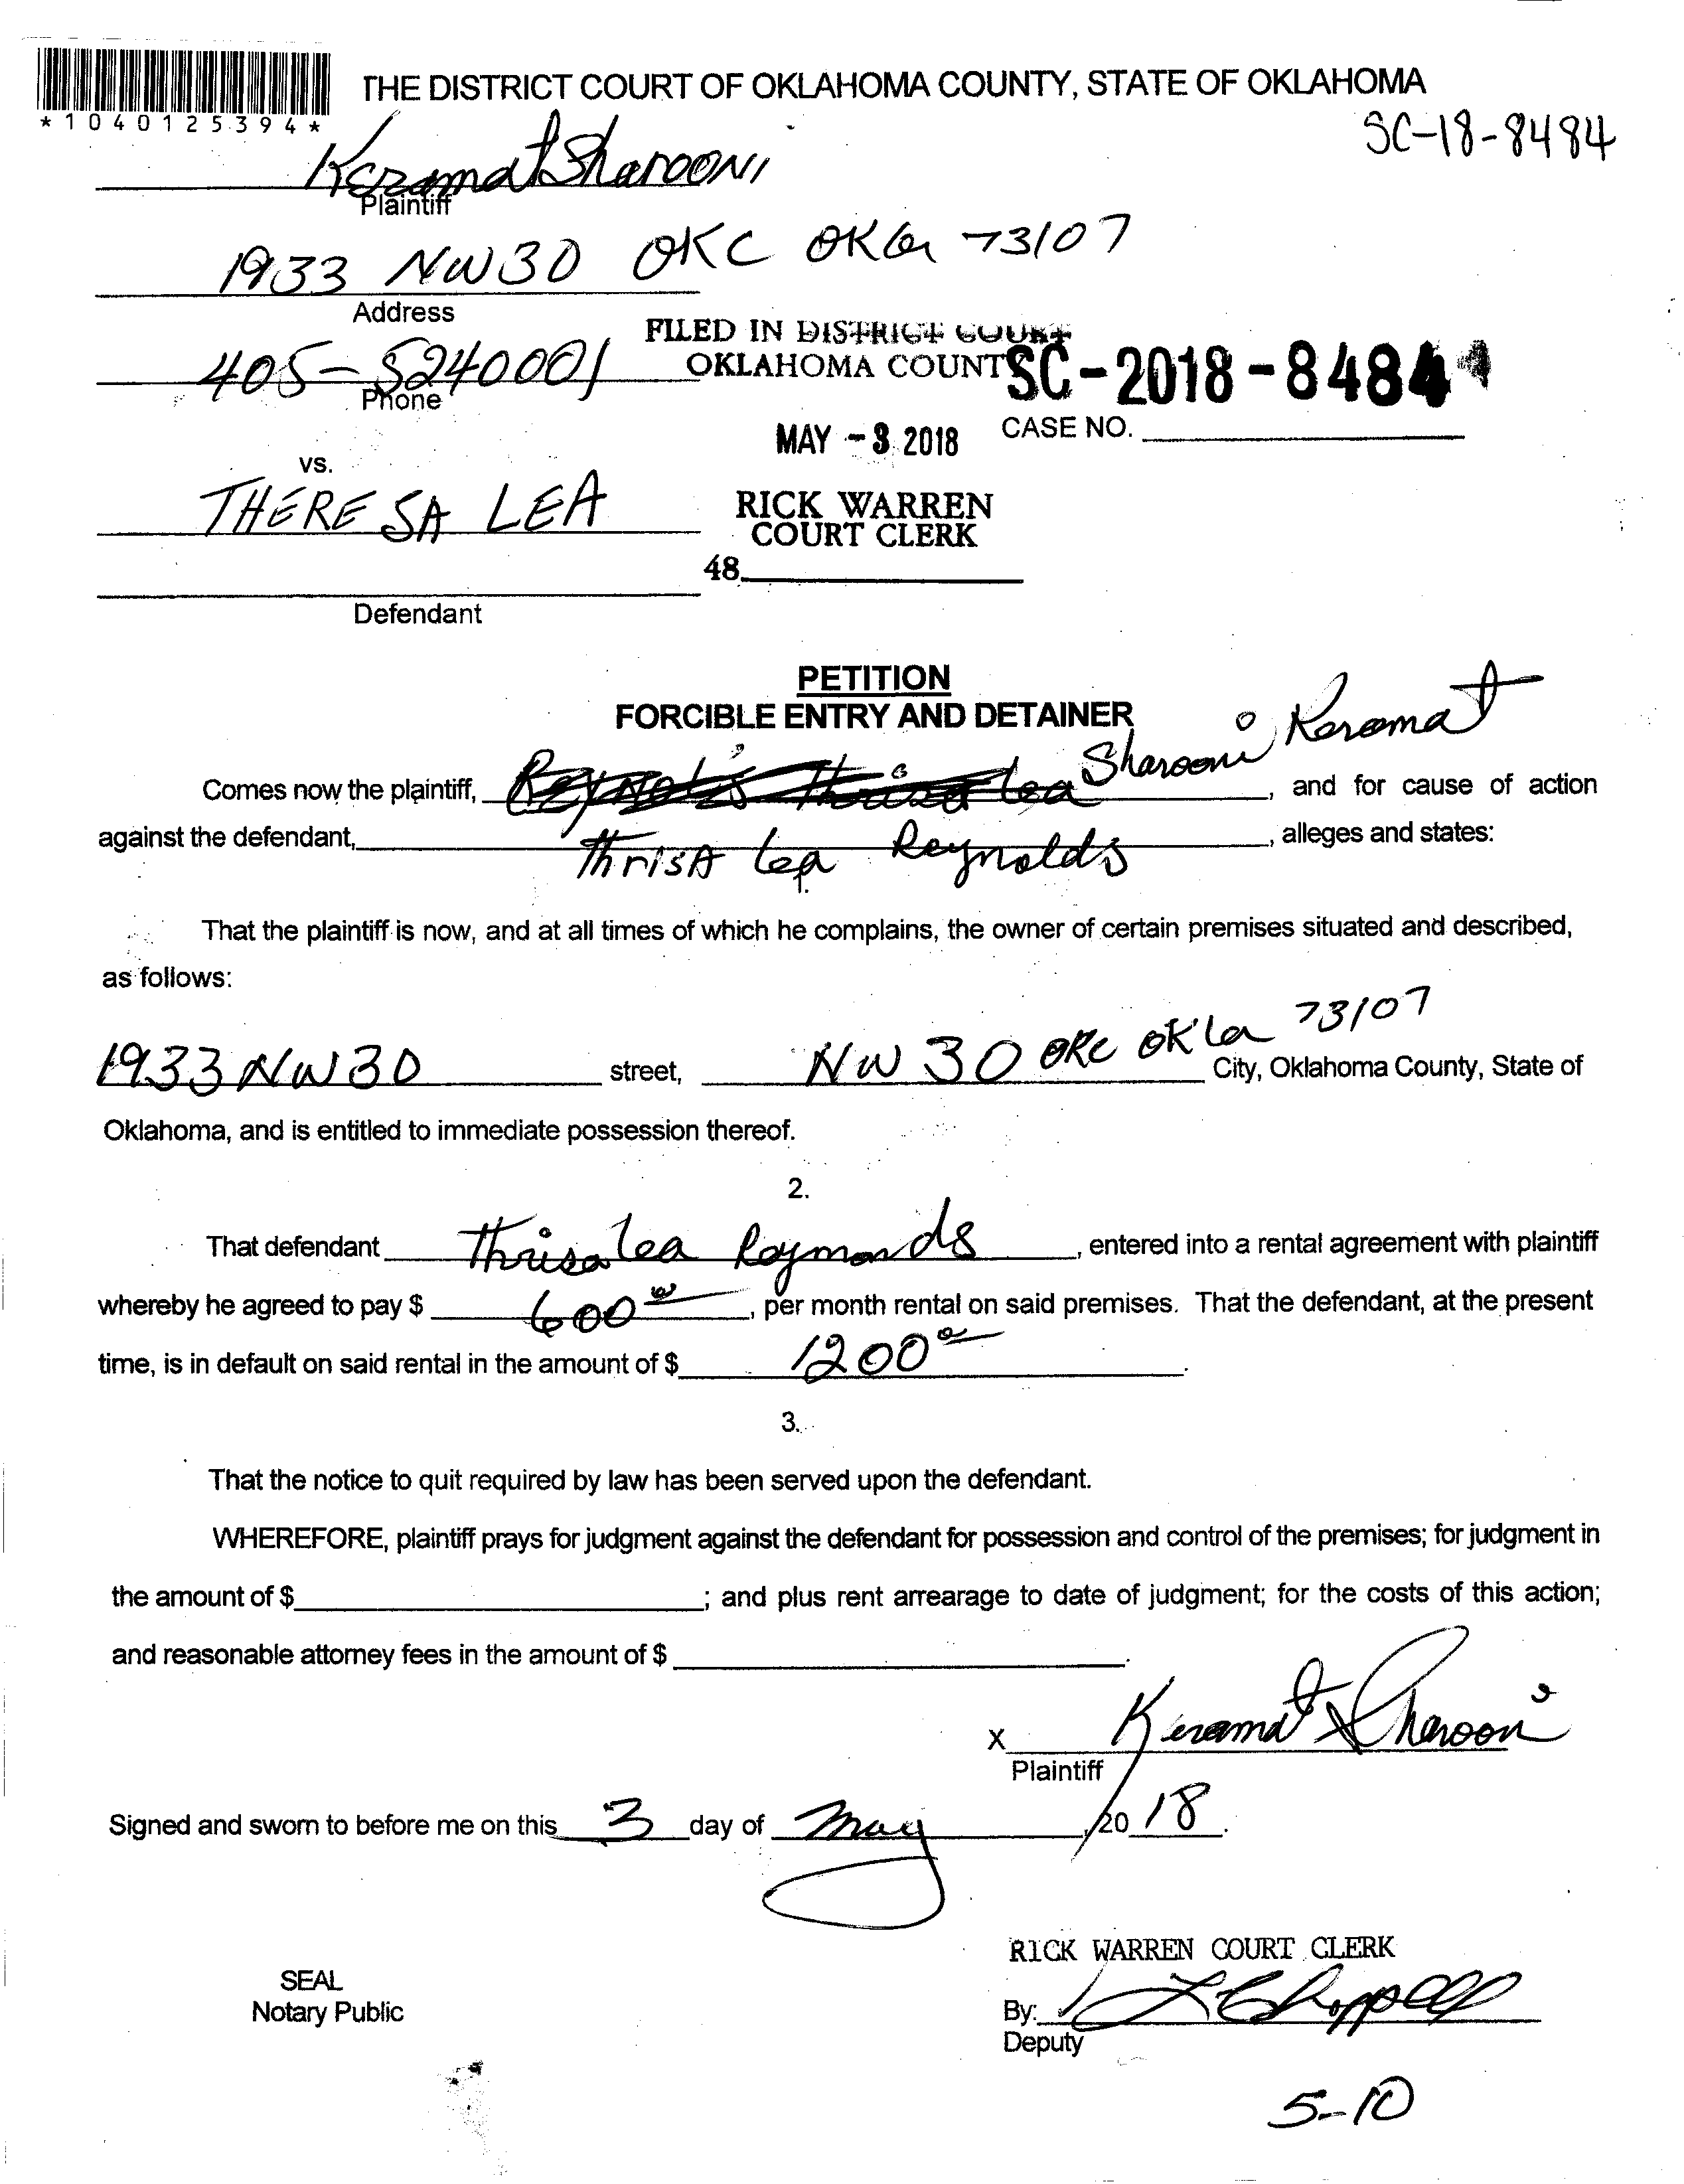 THE DISTRICT COURT OF OKLAHOMA COUNTY, STATE OF OKLAHOMA
*1040125394*
SC-18-8484
Keramat Sharooni
Plaintiff
1933 NW30 OKC OKla 73107
Address
FILED IN DISTRICT COURT
OKLAHOMA COUNT
405-5240001
Phone
SC-2018-8484
MAY -3 2018
CASE NO.
vs.
THERESA LEA
RICK WARREN
COURT CLERK
48
Defendant
PETITION
FORCIBLE ENTRY AND DETAINER
Comes now the plaintiff, Lea Sharooni, Keramat, and for cause of action
against the defendant, ThrisA Lea Reynolds, alleges and states:
1.
That the plaintiff is now, and at all times of which he complains, the owner of certain premises situated and described,
as follows:
1933 NW 30 street, NW 30 OKC OKla 73107 City, Oklahoma County, State of
Oklahoma, and is entitled to immediate possession thereof.
2.
That defendant Thrisa Lea Raymonds, entered into a rental agreement with plaintiff
whereby he agreed to pay $ 600 00, per month rental on said premises. That the defendant, at the present
time, is in default on said rental in the amount of $ 1200 00.
3.
That the notice to quit required by law has been served upon the defendant.
WHEREFORE, plaintiff prays for judgment against the defendant for possession and control of the premises; for judgment in
the amount of $ ; and plus rent arrearage to date of judgment; for the costs of this action;
and reasonable attorney fees in the amount of $ .
X Keramat Sharooni
Plaintiff
Signed and sworn to before me on this 3 day of May, 20 18.
RICK WARREN COURT CLERK
SEAL
Notary Public
By: L Chappell
Deputy
5-10